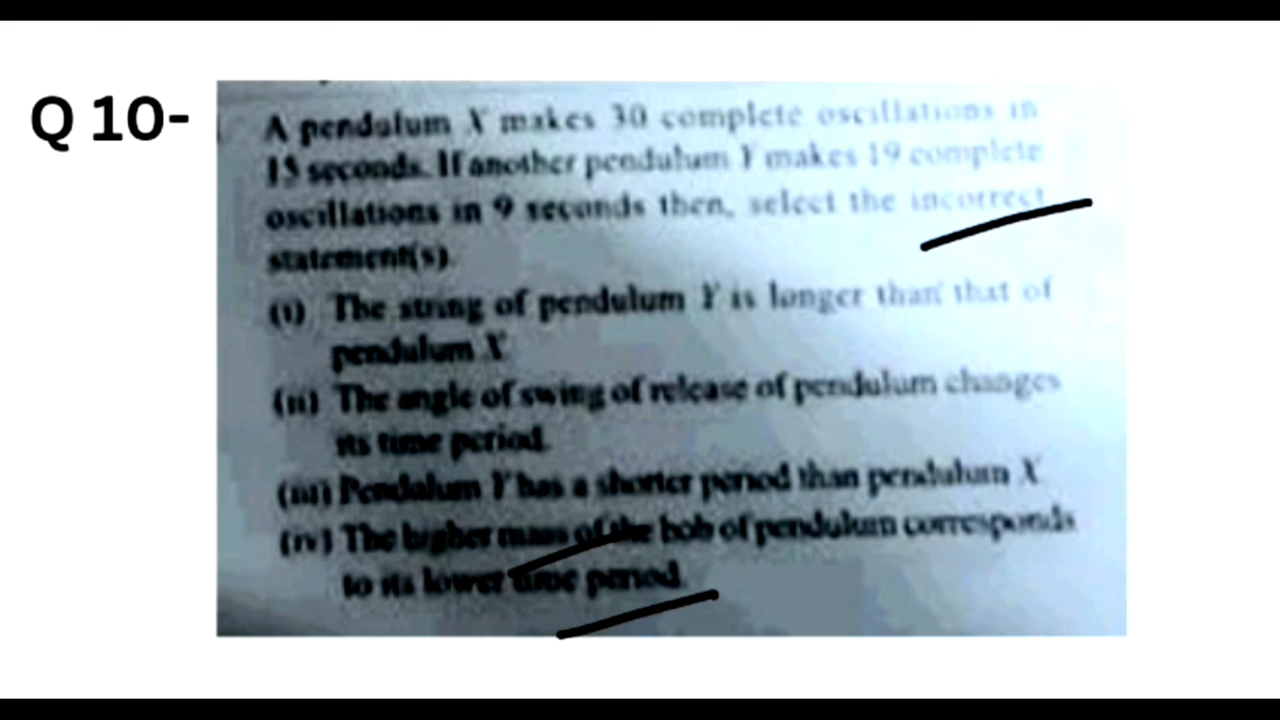 Q 10-
A pendulum X makes 30 complete oscillations in
15 seconds. If another pendulum Y makes 19 complete
oscillations in 9 seconds then, select the incorrect
statement(s).
(i) The string of pendulum Y is longer than that of
pendulum X
(ii) The angle of swing of release of pendulum changes
its time period.
(iii) Pendulum Y has a shorter period than pendulum X
(iv) The higher mass of the bob of pendulum corresponds
to its lower time period.